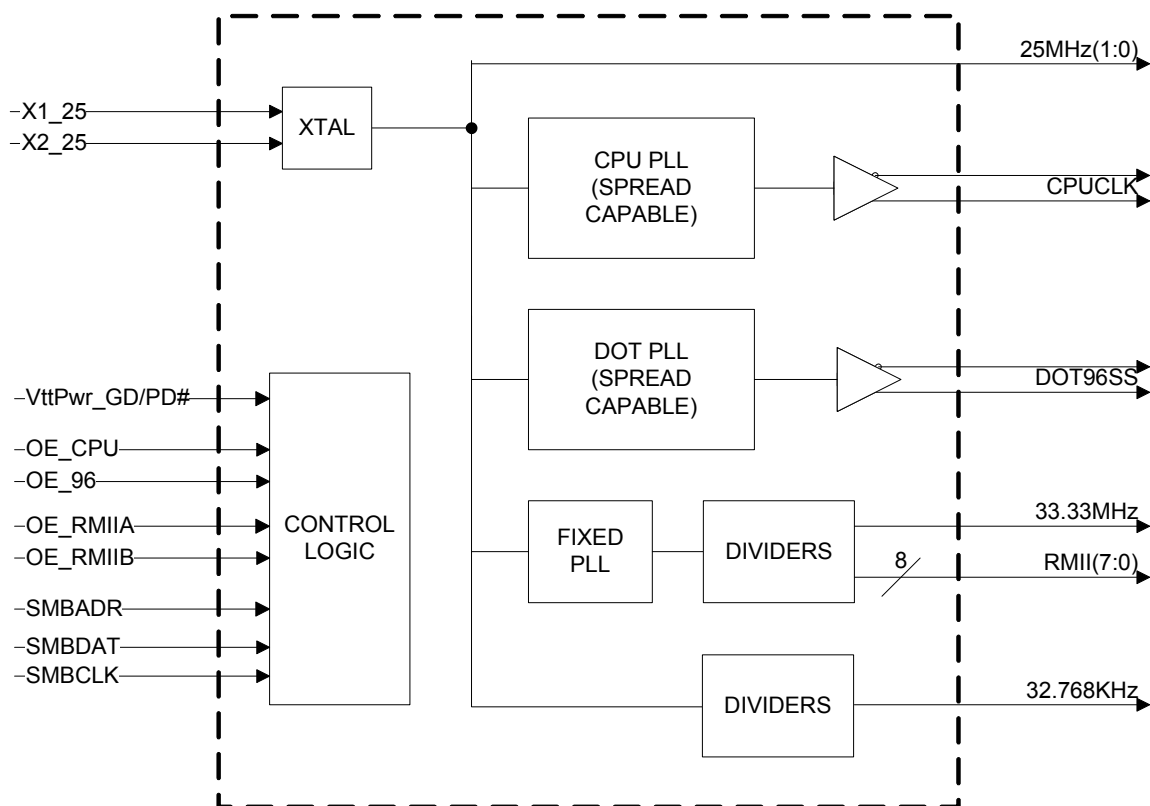 25MHz(1:0)
X1_25
X2_25
XTAL
CPU PLL
(SPREAD
CAPABLE)
CPUCLK
DOT PLL
(SPREAD
CAPABLE)
DOT96SS
VttPwr_GD/PD#
OE_CPU
OE_96
OE_RMIIA
OE_RMIIB
SMBADR
SMBDAT
SMBCLK
CONTROL
LOGIC
FIXED
PLL
DIVIDERS
33.33MHz
8
RMII(7:0)
DIVIDERS
32.768KHz